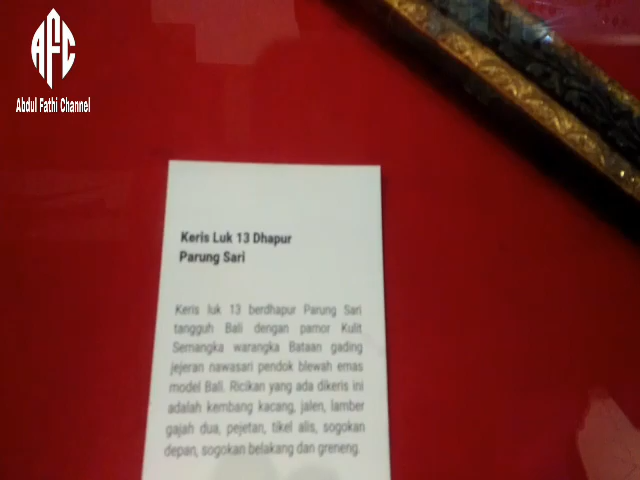 AFC
Abdul Fathi Channel
Keris Luk 13 Dhapur
Parung Sari
Keris luk 13 berdhapur Parung Sari
tangguh Bali dengan pamor Kulit
Semangka warangka Bataan gading
jejeran nawasari pendok blewah emas
model Bali. Ricikan yang ada dikeris ini
adalah kembang kacang, jalen, lamber
gajah dua, pejetan, tikel alis, sogokan
depan, sogokan belakang dan greneng.